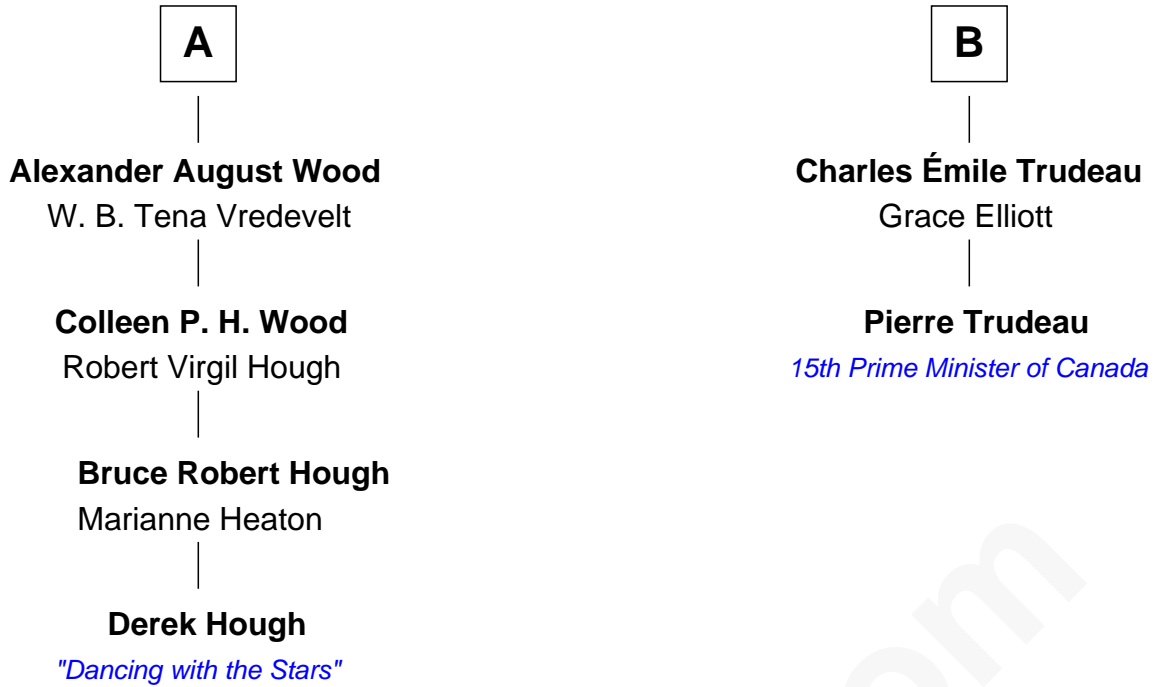 A
Alexander August Wood
W. B. Tena Vredevelt
Colleen P. H. Wood
Robert Virgil Hough
Bruce Robert Hough
Marianne Heaton
Derek Hough
"Dancing with the Stars"
B
Charles Émile Trudeau
Grace Elliott
Pierre Trudeau
15th Prime Minister of Canada
om